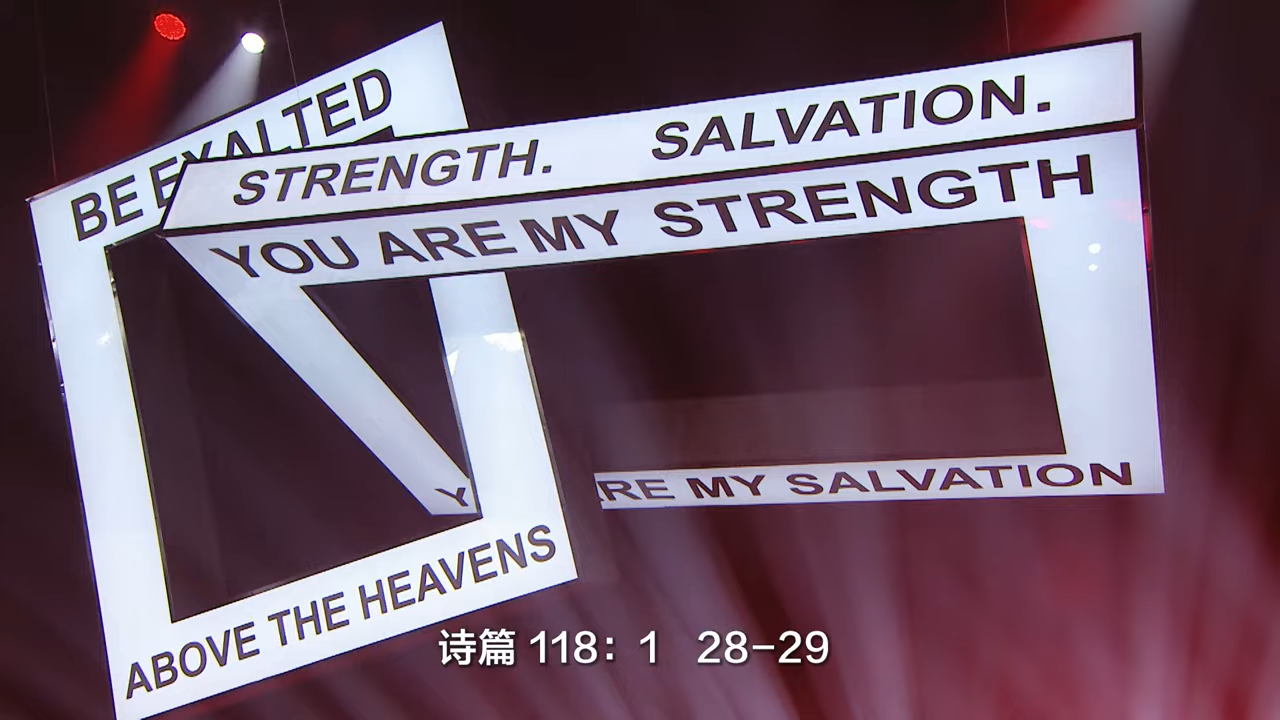 BE EXALTED
STRENGTH. SALVATION.
YOU ARE MY STRENGTH
ARE MY SALVATION
ABOVE THE HEAVENS
诗篇 118：1 28-29